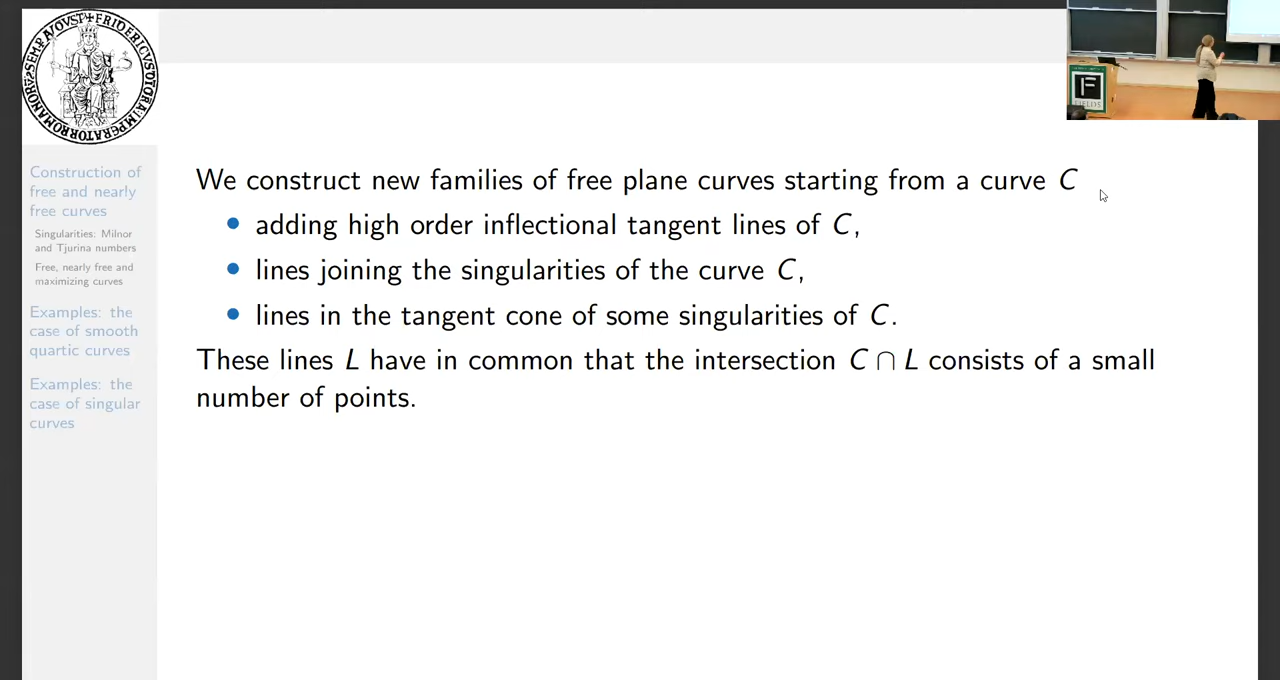 Construction of
free and nearly
free curves
Singularities: Milnor
and Tjurina numbers
Free, nearly free and
maximizing curves
Examples: the
case of smooth
quartic curves
Examples: the
case of singular
curves
We construct new families of free plane curves starting from a curve C
• adding high order inflectional tangent lines of C,
• lines joining the singularities of the curve C,
• lines in the tangent cone of some singularities of C.
These lines L have in common that the intersection C ∩ L consists of a small
number of points.
F
FIELDS